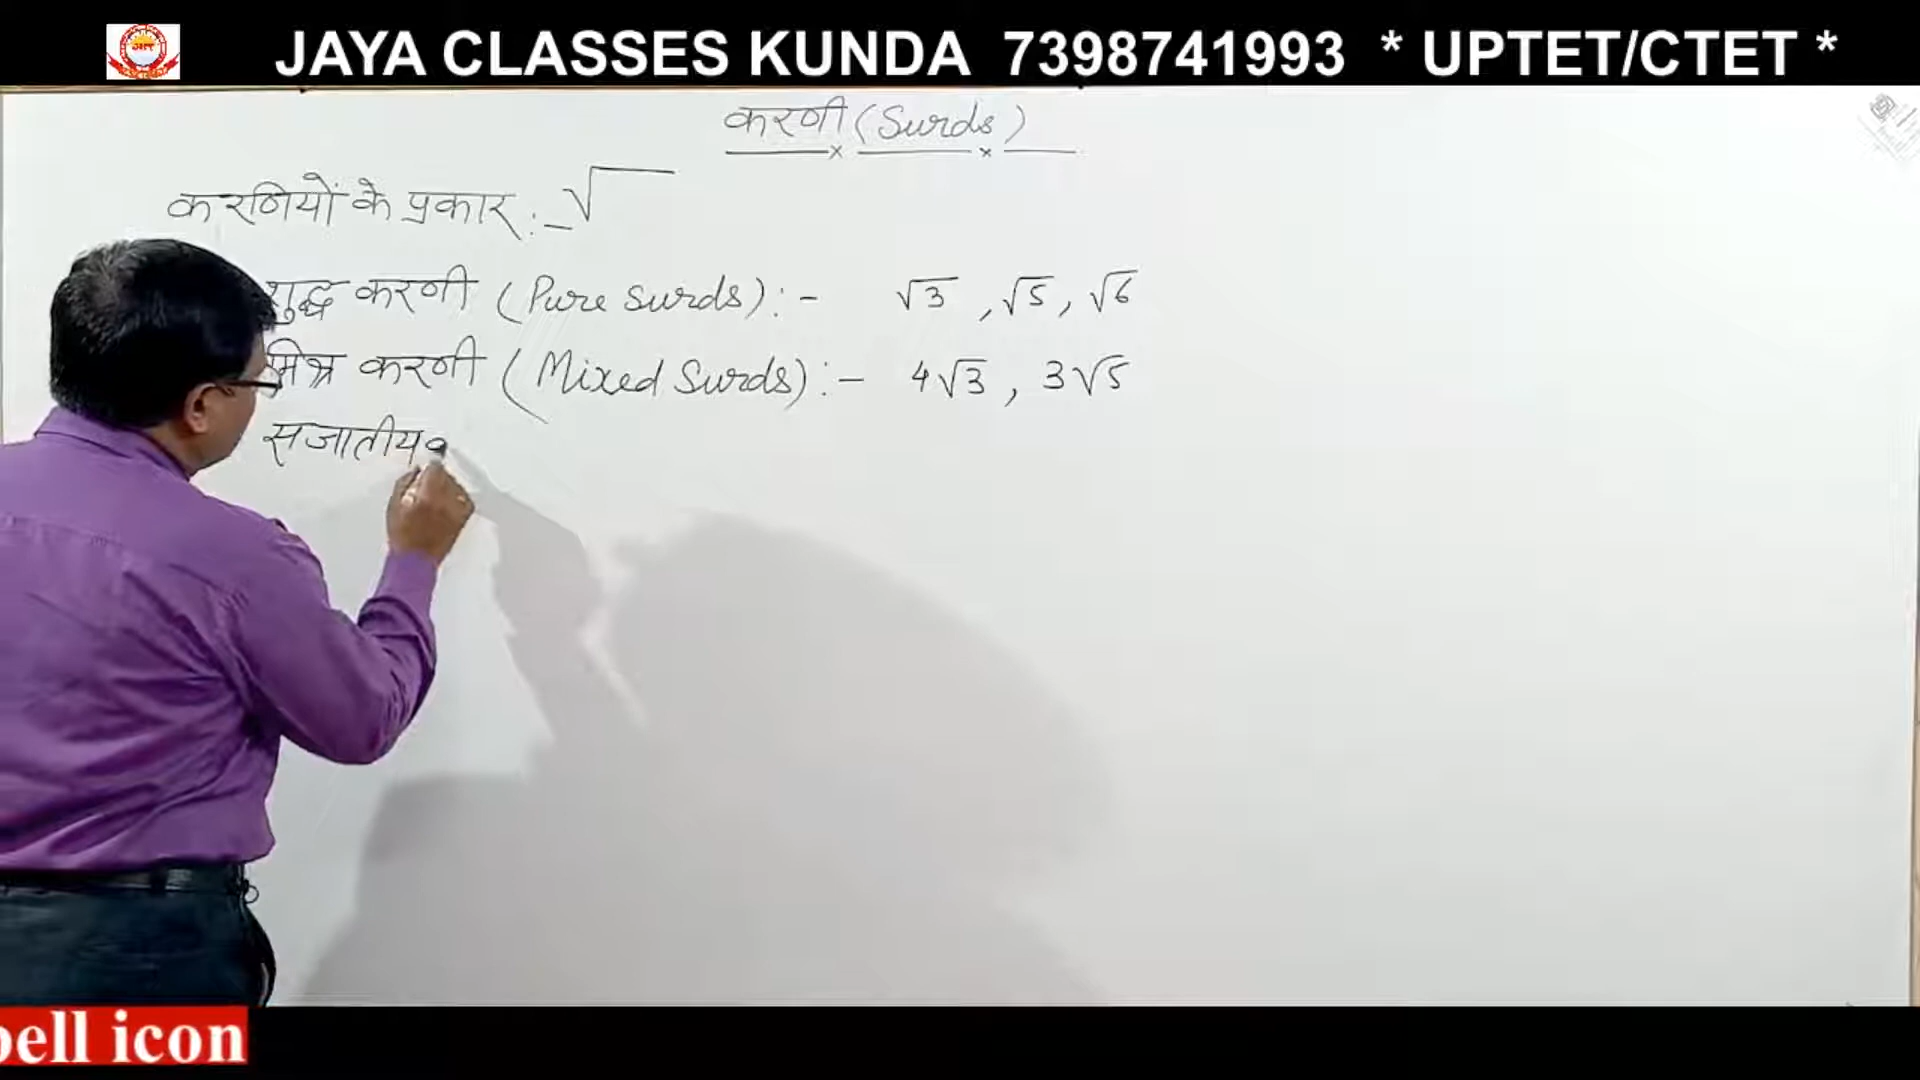 JAYA CLASSES KUNDA 7398741993 * UPTET/CTET *
करणी (Surds)
करणियों के प्रकार :- √
शुद्ध करणी (Pure Surds) :- √3 , √5 , √6
मिश्र करणी (Mixed Surds) :- 4√3 , 3√5
सजातीय
bell icon